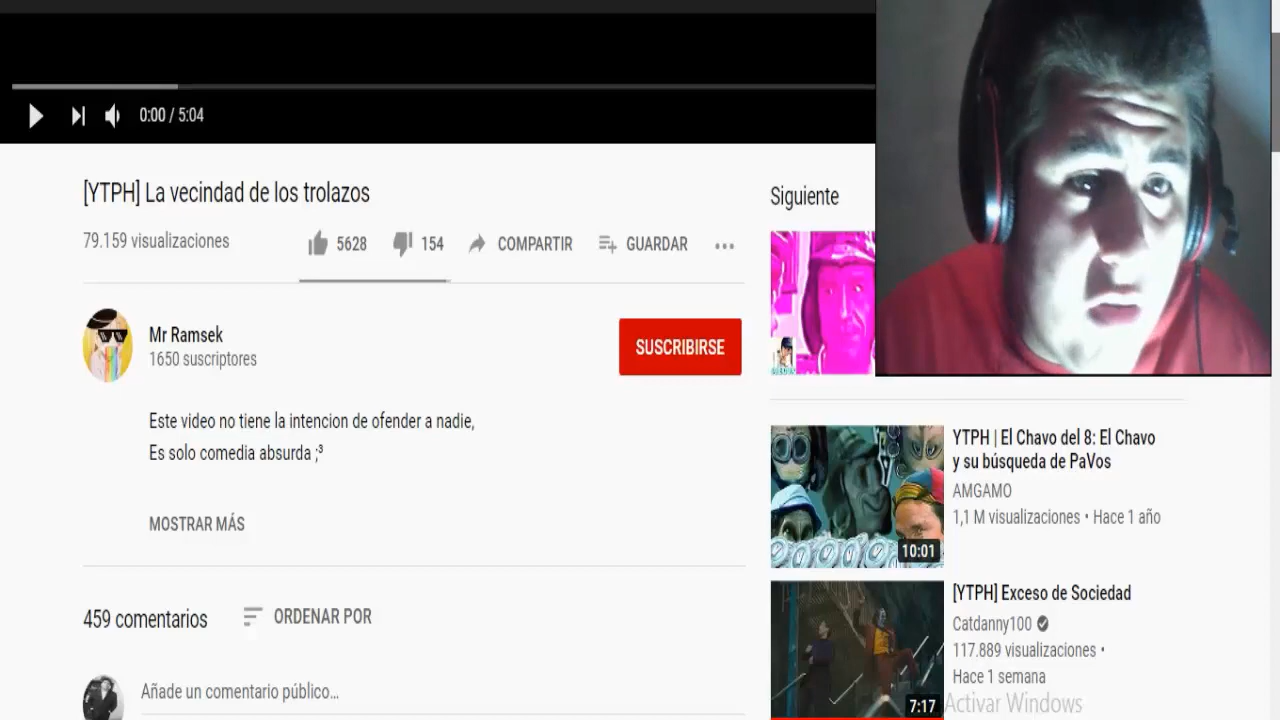 0:00 / 5:04
[YTPH] La vecindad de los trolazos
79.159 visualizaciones
5628
154
COMPARTIR
GUARDAR
Mr Ramsek
1650 suscriptores
SUSCRIBIRSE
Este video no tiene la intencion de ofender a nadie,
Es solo comedia absurda ;³
MOSTRAR MÁS
459 comentarios
ORDENAR POR
Añade un comentario público...
Siguiente
10:01
YTPH | El Chavo del 8: El Chavo
y su búsqueda de PaVos
AMGAMO
1,1 M visualizaciones • Hace 1 año
7:17
[YTPH] Exceso de Sociedad
Catdanny100
117.889 visualizaciones •
Hace 1 semana
Activar Windows